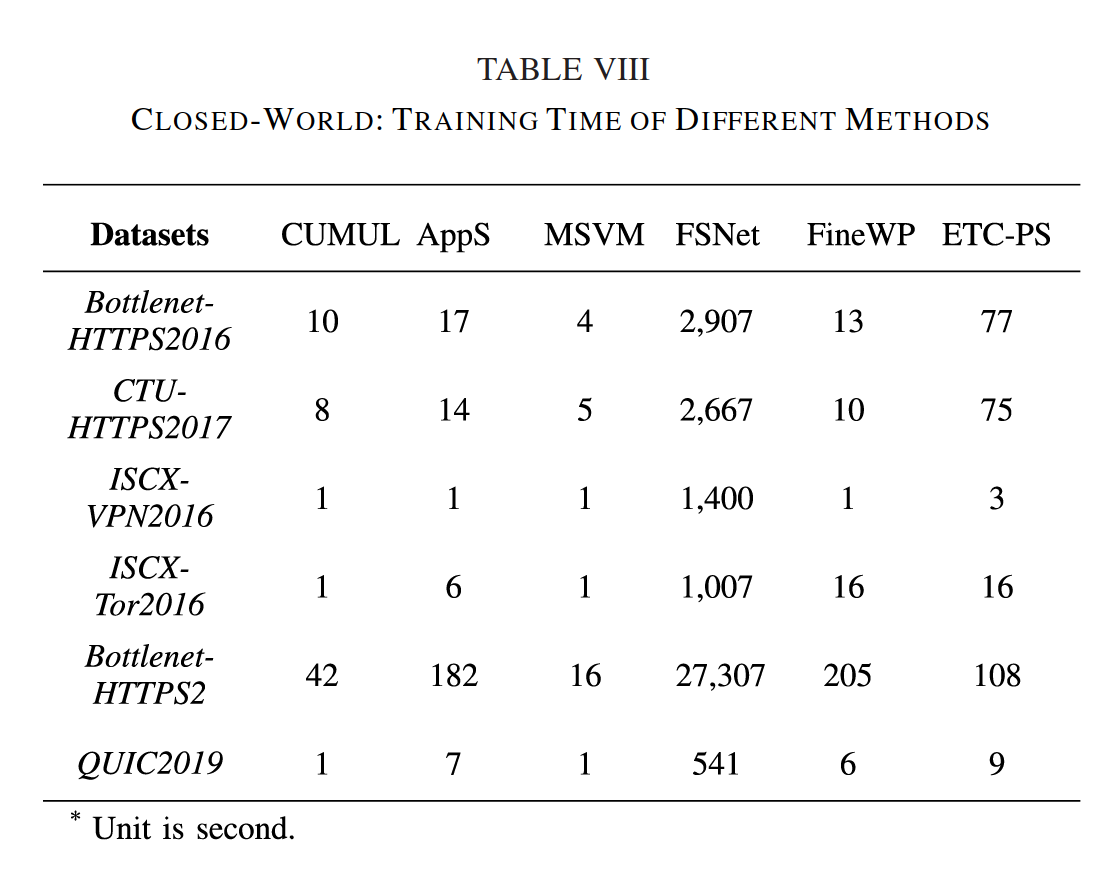 TABLE VIII
CLOSED-WORLD: TRAINING TIME OF DIFFERENT METHODS
Datasets CUMUL AppS MSVM FSNet FineWP ETC-PS
Bottlenet-
HTTPS2016 10 17 4 2,907 13 77
CTU-
HTTPS2017 8 14 5 2,667 10 75
ISCX-
VPN2016 1 1 1 1,400 1 3
ISCX-
Tor2016 1 6 1 1,007 16 16
Bottlenet-
HTTPS2 42 182 16 27,307 205 108
QUIC2019 1 7 1 541 6 9
* Unit is second.